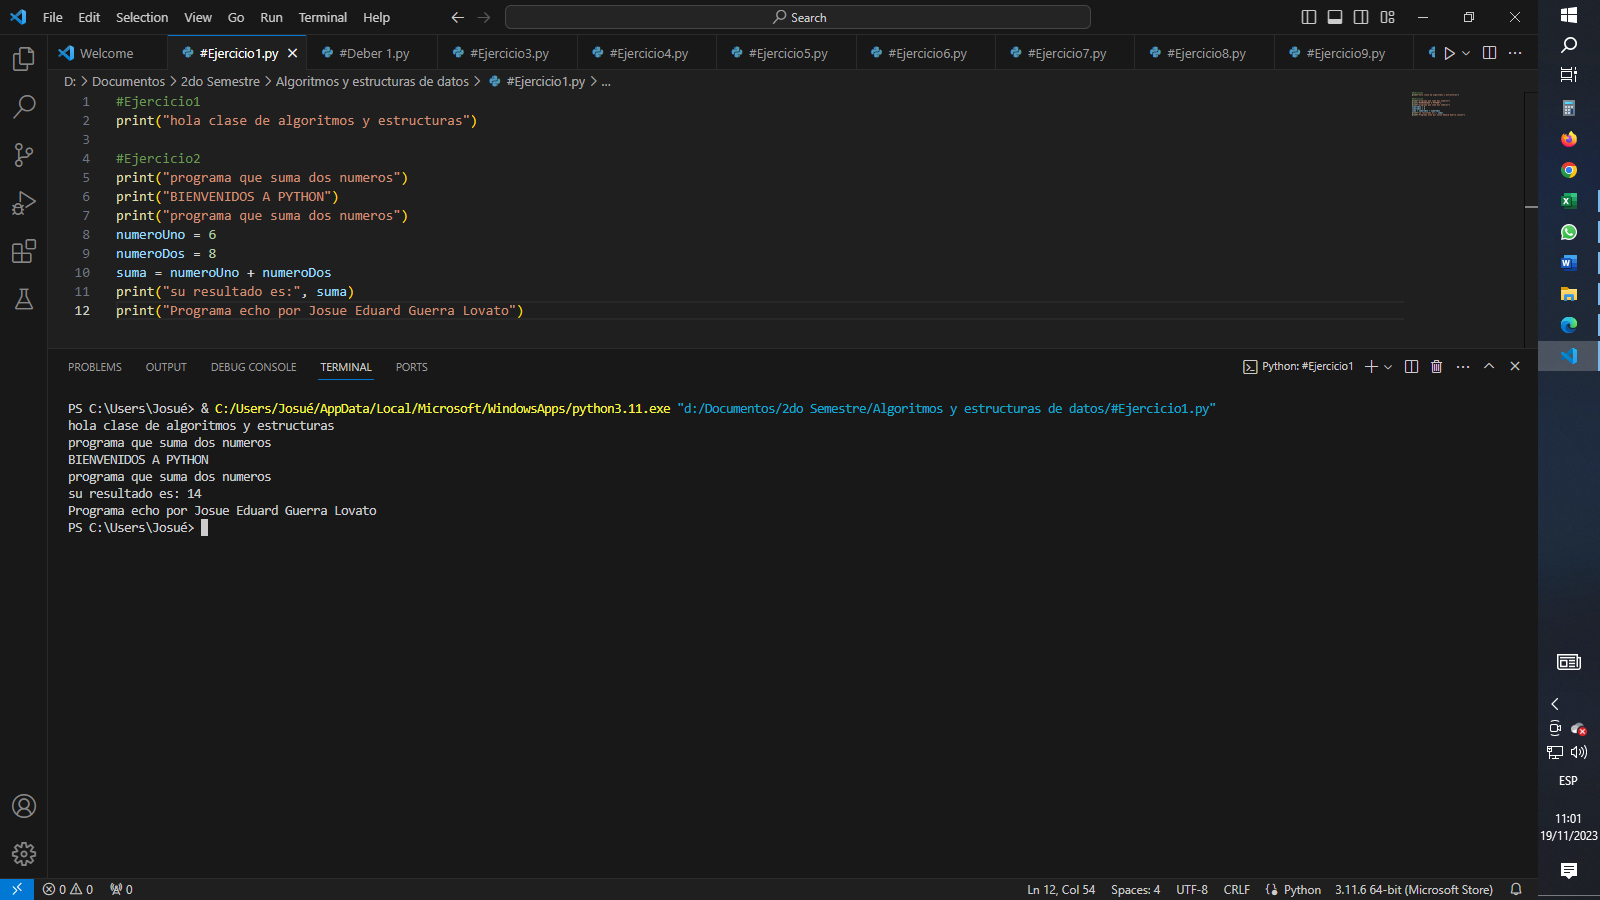 File Edit Selection View Go Run Terminal Help Search
Welcome #Ejercicio1.py #Deber 1.py #Ejercicio3.py #Ejercicio4.py #Ejercicio5.py #Ejercicio6.py #Ejercicio7.py #Ejercicio8.py #Ejercicio9.py
D: > Documentos > 2do Semestre > Algoritmos y estructuras de datos > #Ejercicio1.py > ...
1 #Ejercicio1
2 print("hola clase de algoritmos y estructuras")
3
4 #Ejercicio2
5 print("programa que suma dos numeros")
6 print("BIENVENIDOS A PYTHON")
7 print("programa que suma dos numeros")
8 numeroUno = 6
9 numeroDos = 8
10 suma = numeroUno + numeroDos
11 print("su resultado es:", suma)
12 print("Programa echo por Josue Eduard Guerra Lovato")
PROBLEMS OUTPUT DEBUG CONSOLE TERMINAL PORTS Python: #Ejercicio1
PS C:\Users\Josué> & C:/Users/Josué/AppData/Local/Microsoft/WindowsApps/python3.11.exe "d:/Documentos/2do Semestre/Algoritmos y estructuras de datos/#Ejercicio1.py"
hola clase de algoritmos y estructuras
programa que suma dos numeros
BIENVENIDOS A PYTHON
programa que suma dos numeros
su resultado es: 14
Programa echo por Josue Eduard Guerra Lovato
PS C:\Users\Josué>
ESP
11:01
19/11/2023
0 0 0 Ln 12, Col 54 Spaces: 4 UTF-8 CRLF Python 3.11.6 64-bit (Microsoft Store)